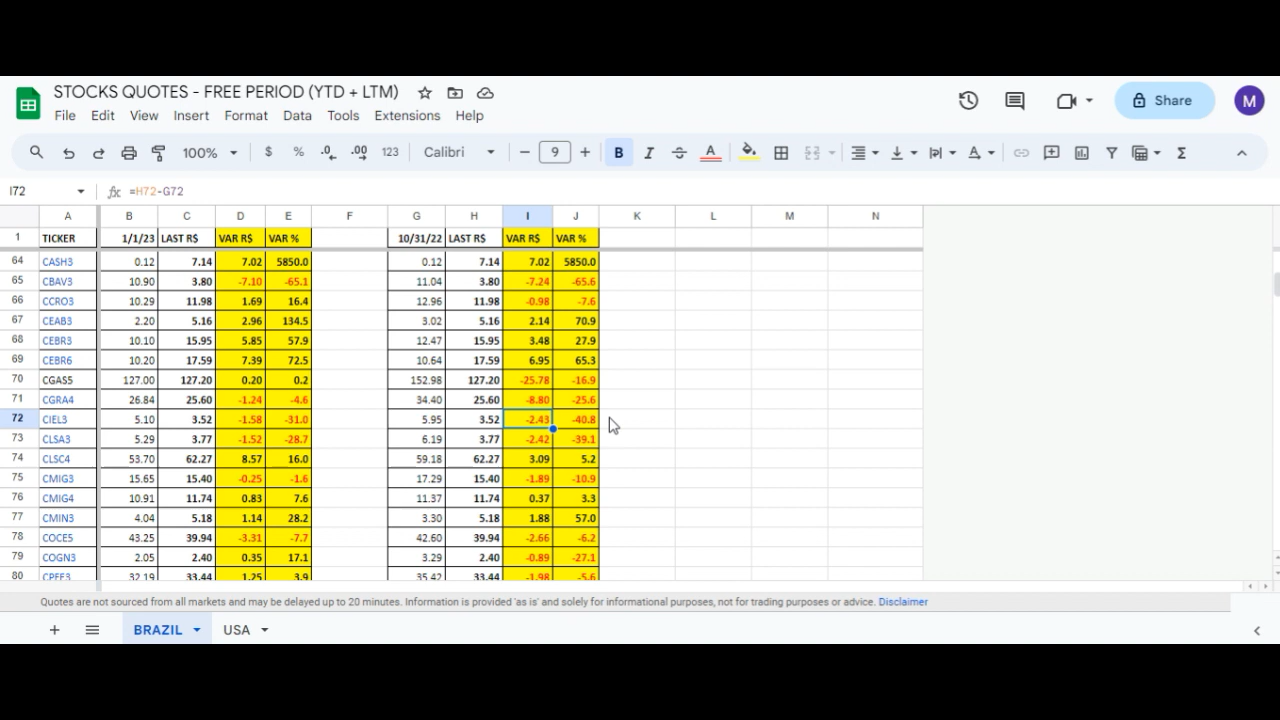 STOCKS QUOTES - FREE PERIOD (YTD + LTM)
File Edit View Insert Format Data Tools Extensions Help
Share
M
100% $ % .0 .00 123 Calibri − 9 + B I S A A Σ
I72 fx =H72-G72
A B C D E F G H I J K L M N
1 TICKER 1/1/23 LAST R$ VAR R$ VAR % 10/31/22 LAST R$ VAR R$ VAR %
64 CASH3 0.12 7.14 7.02 5850.0 0.12 7.14 7.02 5850.0
65 CBAV3 10.90 3.80 -7.10 -65.1 11.04 3.80 -7.24 -65.6
66 CCRO3 10.29 11.98 1.69 16.4 12.96 11.98 -0.98 -7.6
67 CEAB3 2.20 5.16 2.96 134.5 3.02 5.16 2.14 70.9
68 CEBR3 10.10 15.95 5.85 57.9 12.47 15.95 3.48 27.9
69 CEBR6 10.20 17.59 7.39 72.5 10.64 17.59 6.95 65.3
70 CGAS5 127.00 127.20 0.20 0.2 152.98 127.20 -25.78 -16.9
71 CGRA4 26.84 25.60 -1.24 -4.6 34.40 25.60 -8.80 -25.6
72 CIEL3 5.10 3.52 -1.58 -31.0 5.95 3.52 -2.43 -40.8
73 CLSA3 5.29 3.77 -1.52 -28.7 6.19 3.77 -2.42 -39.1
74 CLSC4 53.70 62.27 8.57 16.0 59.18 62.27 3.09 5.2
75 CMIG3 15.65 15.40 -0.25 -1.6 17.29 15.40 -1.89 -10.9
76 CMIG4 10.91 11.74 0.83 7.6 11.37 11.74 0.37 3.3
77 CMIN3 4.04 5.18 1.14 28.2 3.30 5.18 1.88 57.0
78 COCE5 43.25 39.94 -3.31 -7.7 42.60 39.94 -2.66 -6.2
79 COGN3 2.05 2.40 0.35 17.1 3.29 2.40 -0.89 -27.1
80 CPFE3 32.19 33.44 1.25 3.9 35.42 33.44 -1.98 -5.6
Quotes are not sourced from all markets and may be delayed up to 20 minutes. Information is provided 'as is' and solely for informational purposes, not for trading purposes or advice. Disclaimer
BRAZIL USA